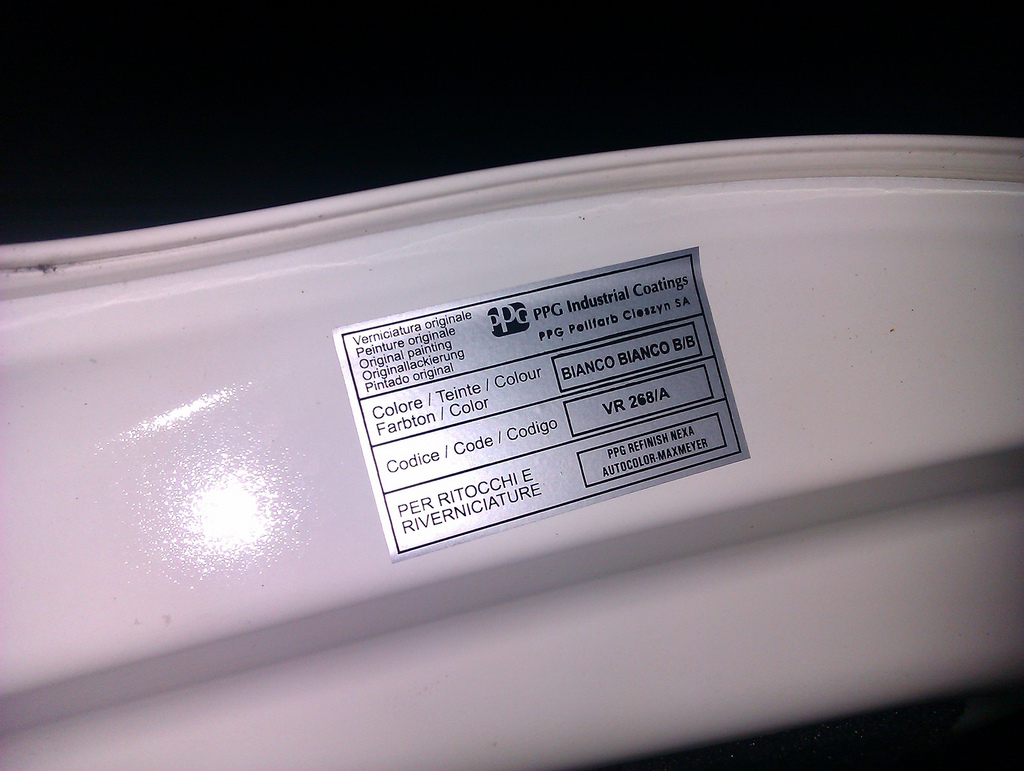 Verniciatura originale
Peinture originale
Original painting
Originallackierung
Pintado original
PPG PPG Industrial Coatings
PPG Polifarb Cieszyn SA
Colore / Teinte / Colour
Farbton / Color
BIANCO BIANCO B/B
Codice / Code / Codigo
VR 268/A
PER RITOCCHI E
RIVERNICIATURE
PPG REFINISH NEXA
AUTOCOLOR-MAXMEYER